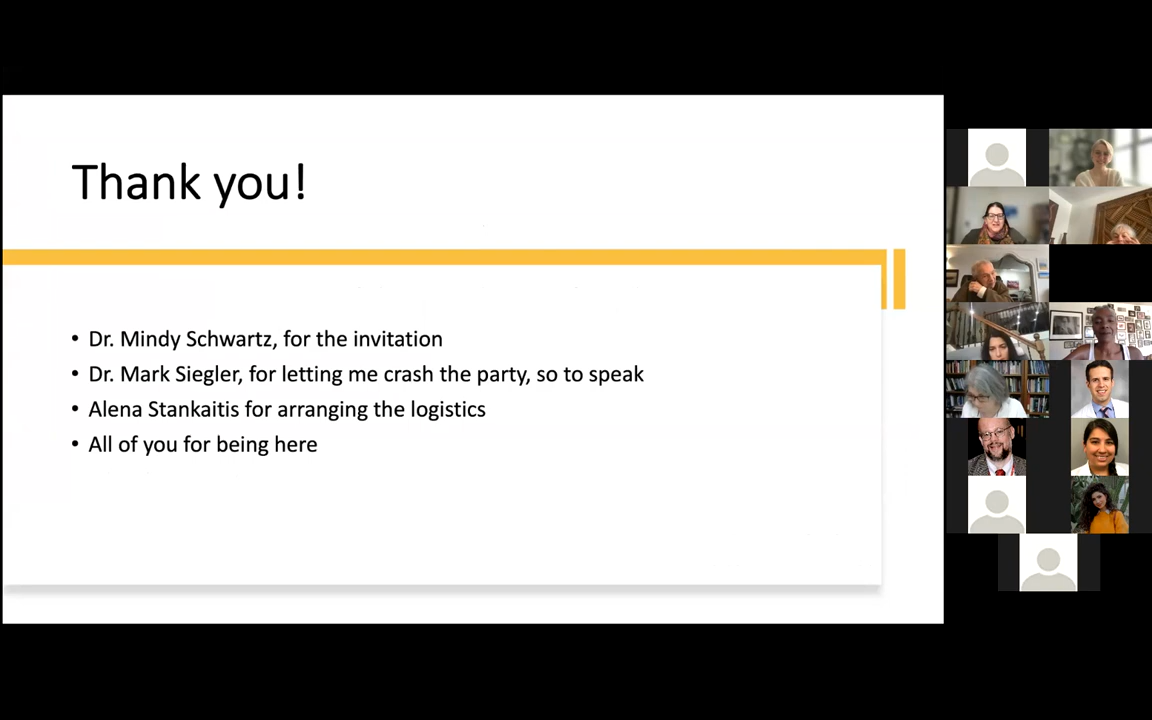 Thank you!
• Dr. Mindy Schwartz, for the invitation
• Dr. Mark Siegler, for letting me crash the party, so to speak
• Alena Stankaitis for arranging the logistics
• All of you for being here